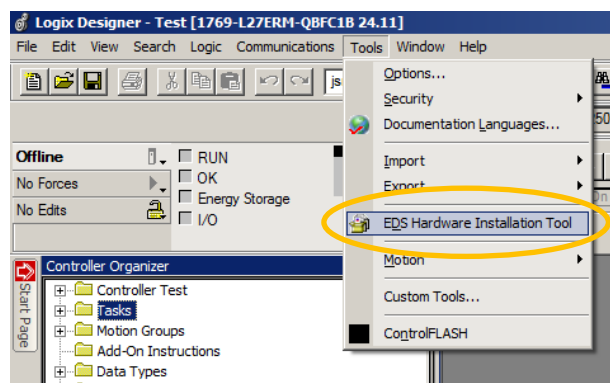 Logix Designer - Test [1769-L27ERM-QBFC1B 24.11]
File Edit View Search Logic Communications Tools Window Help
js
Options...
Security
50
Documentation Languages...
Offline
RUN
No Forces
OK
Import
Energy Storage
Export
No Edits
I/O
EDS Hardware Installation Tool
Controller Organizer
Motion
Start Page
Controller Test
Tasks
Custom Tools...
Motion Groups
Add-On Instructions
ControlFLASH
Data Types